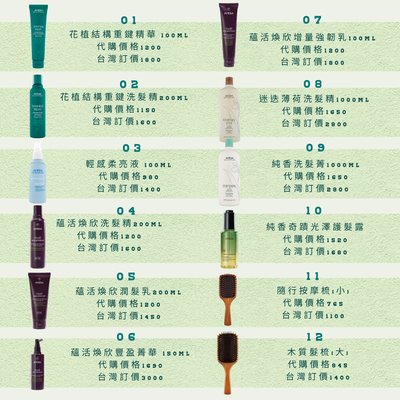 01
花植結構重鍵精華 100ML
代購價格1200
台灣訂價1600
02
花植結構重鍵洗髮精200ML
代購價格1150
台灣訂價1600
03
輕感柔亮液 100ML
代購價格980
台灣訂價1400
04
蘊活煥欣洗髮精200ML
代購價格1200
台灣訂價1600
05
蘊活煥欣潤髮乳200ML
代購價格1200
台灣訂價1450
06
蘊活煥欣豐盈菁華 150ML
代購價格1690
台灣訂價3000
07
蘊活煥欣增量強韌乳100ML
代購價格1200
台灣訂價1800
08
迷迭薄荷洗髮精1000ML
代購價格1650
台灣訂價2900
09
純香洗髮菁1000ML
代購價格1650
台灣訂價2900
10
純香奇蹟光澤護髮露
代購價格1520
台灣訂價1680
11
隨行按摩梳(小)
代購價格765
台灣訂價1100
12
木質髮梳(大)
代購價格945
台灣訂價1400